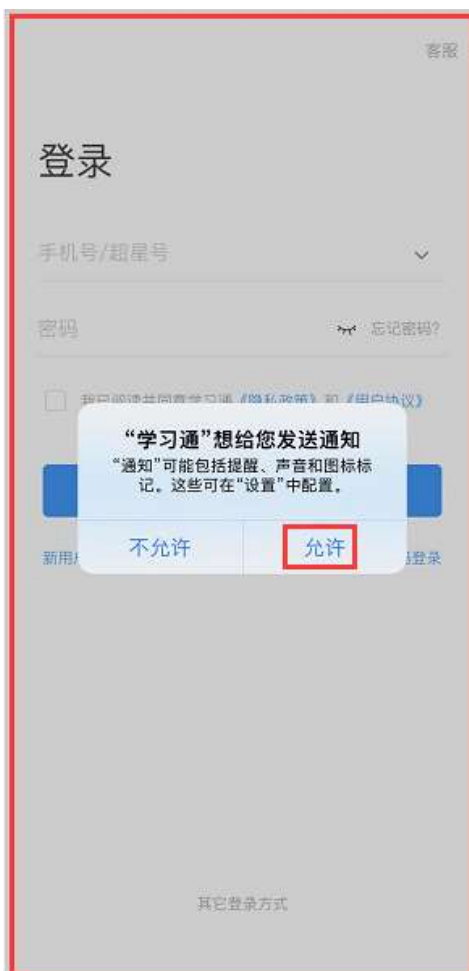 客服
登录
手机号/超星号
密码
忘记密码?
我已阅读并同意学习通《隐私政策》和《用户协议》
“学习通”想给您发送通知
“通知”可能包括提醒、声音和图标标
记。这些可在“设置”中配置。
不允许
允许
新用
登录
其它登录方式